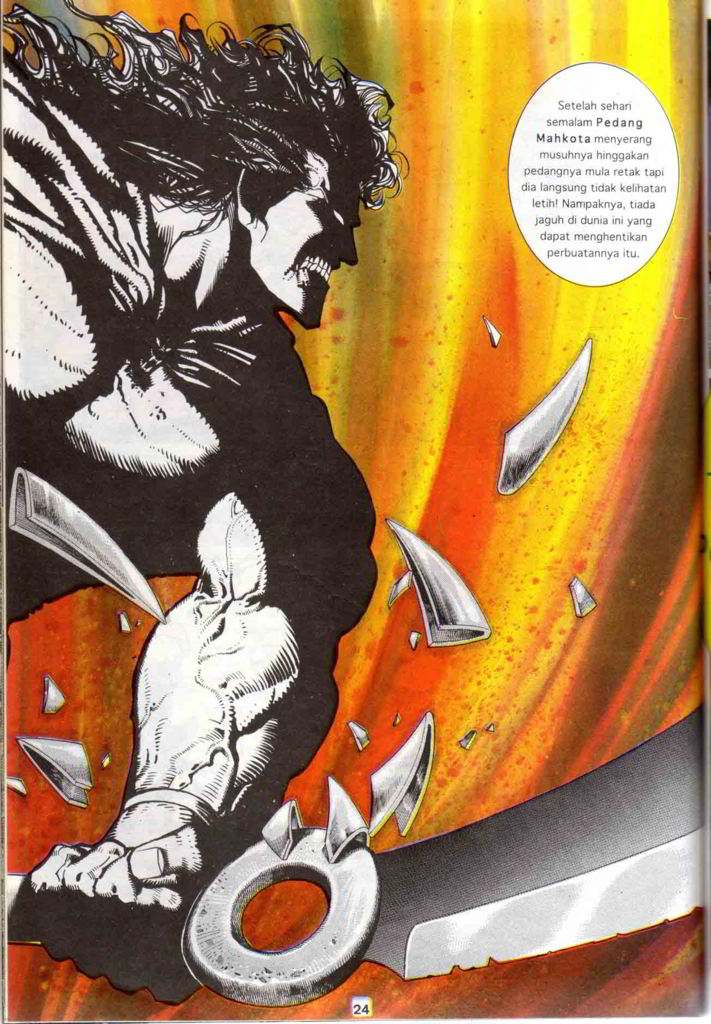 Setelah sehari
semalam Pedang
Mahkota menyerang
musuhnya hinggakan
pedangnya mula retak tapi
dia langsung tidak kelihatan
letih! Nampaknya, tiada
jaguh di dunia ini yang
dapat menghentikan
perbuatannya itu.
24